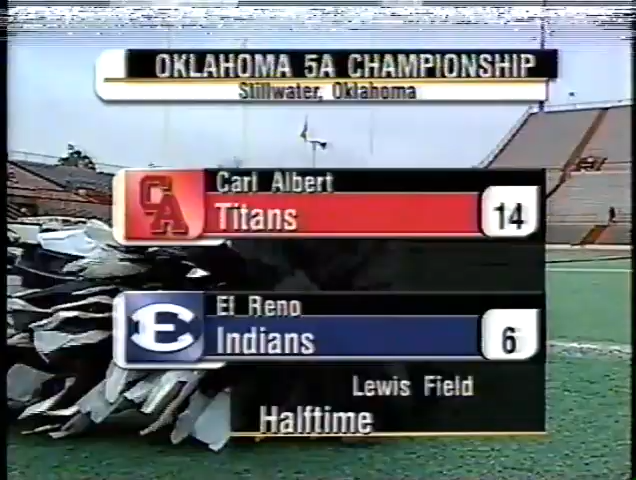 OKLAHOMA 5A CHAMPIONSHIP
Stillwater, Oklahoma
CA
Carl Albert
Titans
14
E
El Reno
Indians
6
Lewis Field
Halftime